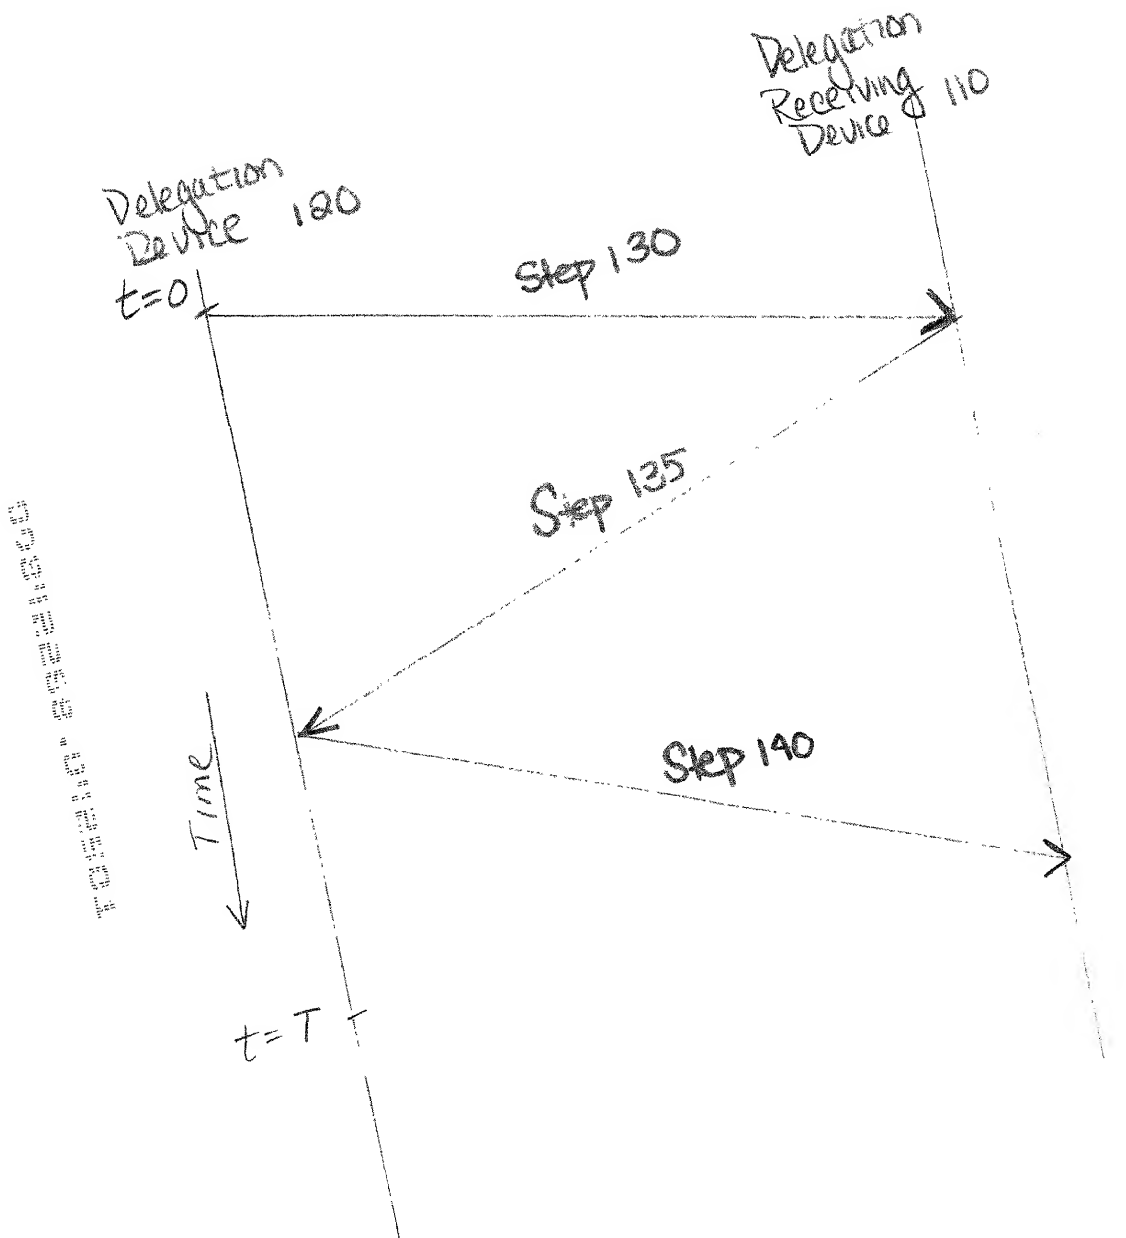 Delegation
Receiving 110
Device
Delegation
Device 120
t=0
Step 130
Step 135
Step 140
Time
t=T